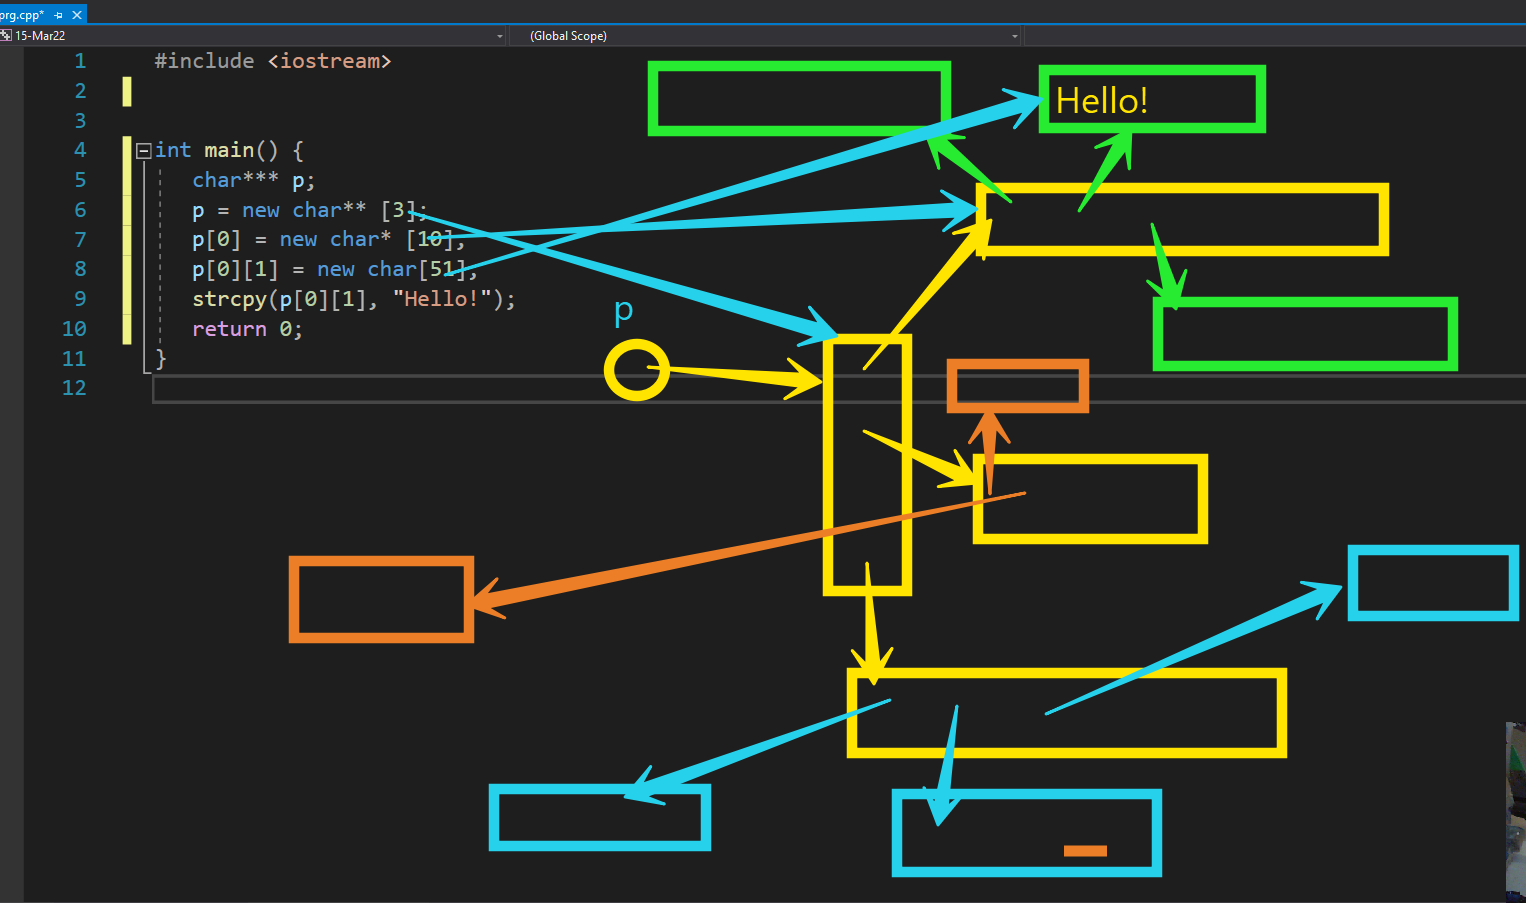 prg.cpp*
15-Mar22
(Global Scope)
1 #include <iostream>
2
3
4 int main() {
5 char*** p;
6 p = new char** [3];
7 p[0] = new char* [10];
8 p[0][1] = new char[51];
9 strcpy(p[0][1], "Hello!");
10 return 0;
11 }
12
Hello!
p